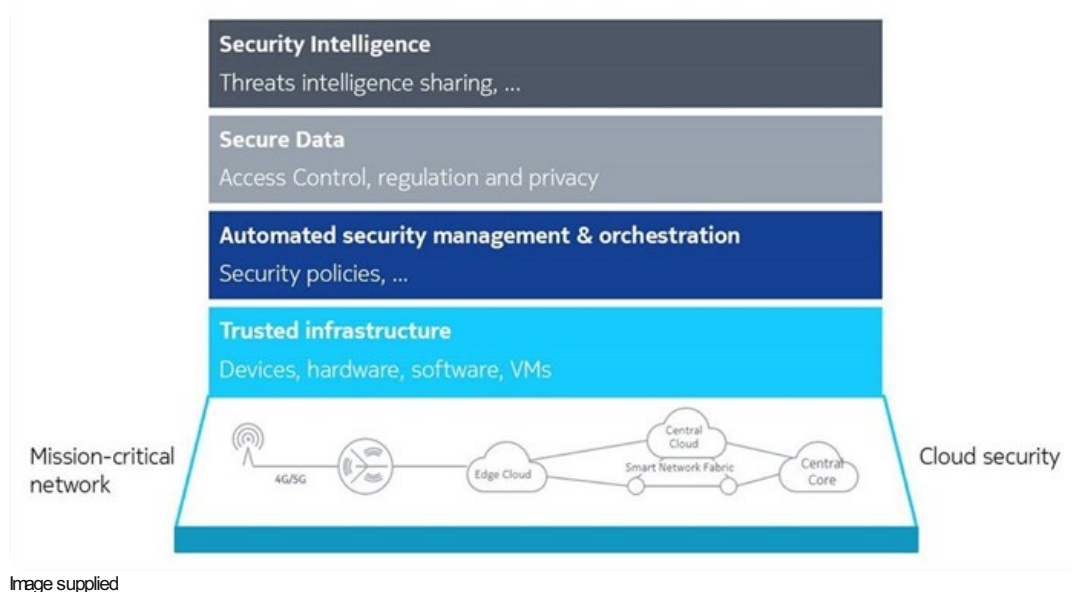 Security Intelligence
Threats intelligence sharing, ...
Secure Data
Access Control, regulation and privacy
Automated security management & orchestration
Security policies, ...
Trusted infrastructure
Devices, hardware, software, VMs
Mission-critical
network
4G/5G
Edge Cloud
Central
Cloud
Smart Network Fabric
Central
Core
Cloud security
Image supplied